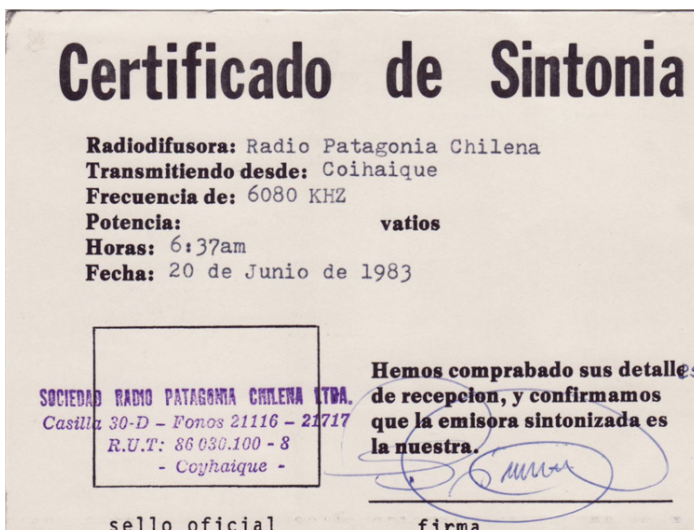 Certificado de Sintonia
Radiodifusora: Radio Patagonia Chilena
Transmitiendo desde: Coihaique
Frecuencia de: 6080 KHZ
Potencia: vatios
Horas: 6:37am
Fecha: 20 de Junio de 1983
SOCIEDAD RADIO PATAGONIA CHILENA LTDA.
Casilla 30-D - Fonos 21116 - 21717
R.U.T: 86 030.100 - 8
- Coyhaique -
Hemos comprobado sus detalles
de recepcion, y confirmamos
que la emisora sintonizada es
la nuestra.
sello oficial firma